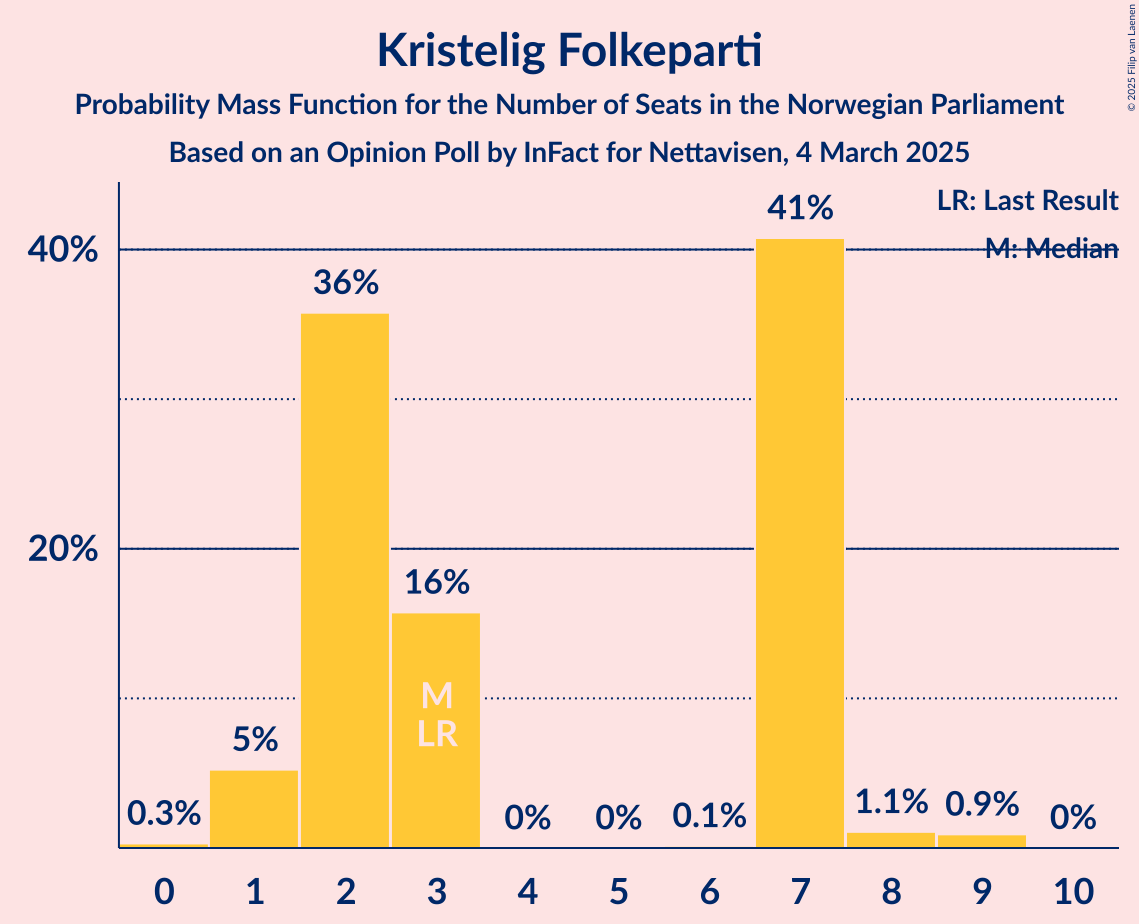 Kristelig Folkeparti
Probability Mass Function for the Number of Seats in the Norwegian Parliament
Based on an Opinion Poll by InFact for Nettavisen, 4 March 2025
© 2025 Filip van Laenen
LR: Last Result
M: Median
40%
20%
0.3%
5%
36%
16%
0%
0%
0.1%
41%
1.1%
0.9%
0%
M
LR
0 1 2 3 4 5 6 7 8 9 10